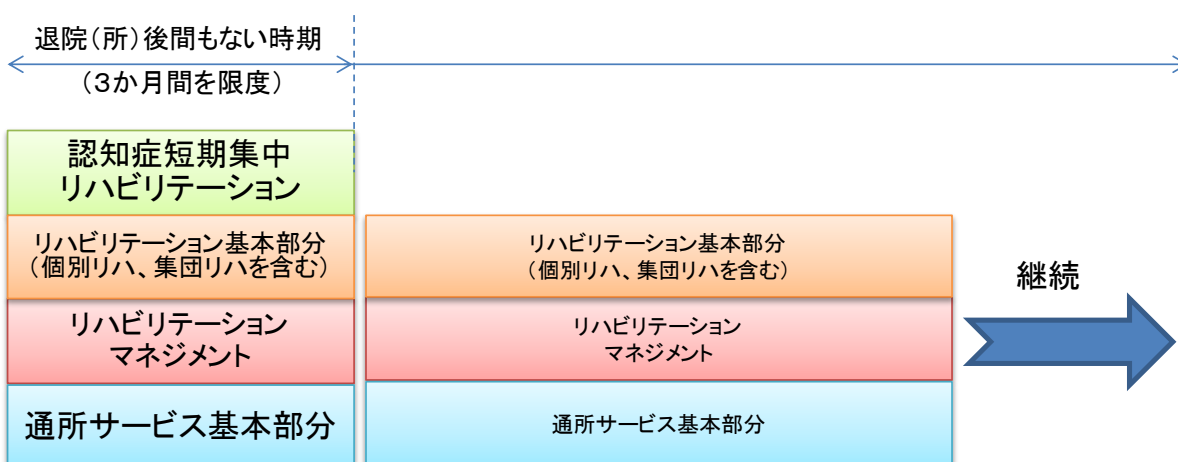 退院(所)後間もない時期
(3か月間を限度)
認知症短期集中
リハビリテーション
リハビリテーション基本部分
(個別リハ、集団リハを含む)
リハビリテーション
マネジメント
通所サービス基本部分
リハビリテーション基本部分
(個別リハ、集団リハを含む)
リハビリテーション
マネジメント
通所サービス基本部分
継続